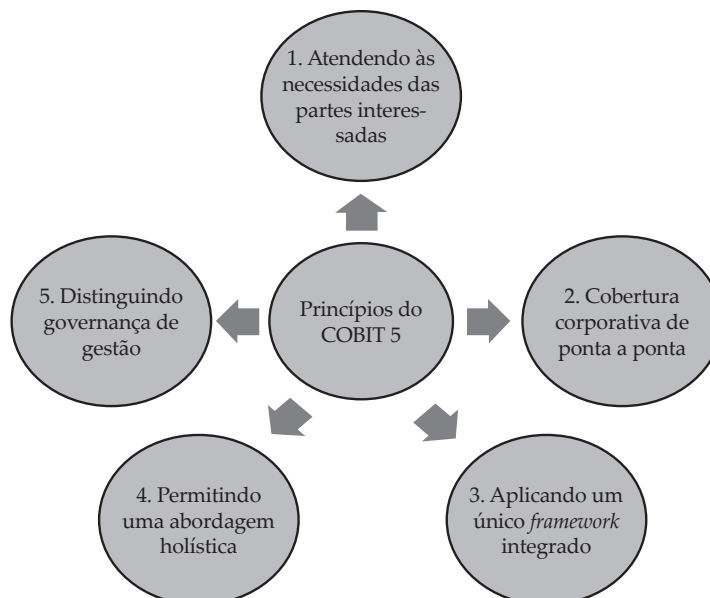 1. Atendendo às
necessidades das
partes interes-
sadas
5. Distinguindo
governança de
gestão
Princípios do
COBIT 5
2. Cobertura
corporativa de
ponta a ponta
4. Permitindo
uma abordagem
holística
3. Aplicando um
único framework
integrado